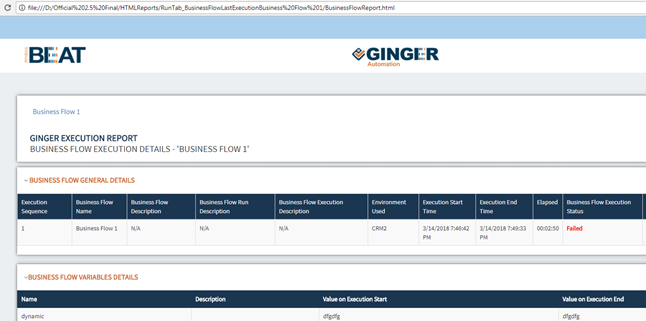 file:///D:/Official%202.5%20Final/HTMLReports/RunTab_BusinessFlowLastExecutionBusiness%20Flow%201/BusinessFlowReport.html
BEAT
GINGER
Automation
Business Flow 1
GINGER EXECUTION REPORT
BUSINESS FLOW EXECUTION DETAILS - 'BUSINESS FLOW 1'
BUSINESS FLOW GENERAL DETAILS
Execution Sequence Business Flow Name Business Flow Description Business Flow Run Description Business Flow Execution Description Environment Used Execution Start Time Execution End Time Elapsed Business Flow Execution Status
1 Business Flow 1 N/A N/A N/A CRM2 3/14/2018 7:46:42 PM 3/14/2018 7:49:33 PM 00:02:50 Failed
BUSINESS FLOW VARIABLES DETAILS
Name Description Value on Execution Start Value on Execution End
dynamic dfgdfg dfgdfg